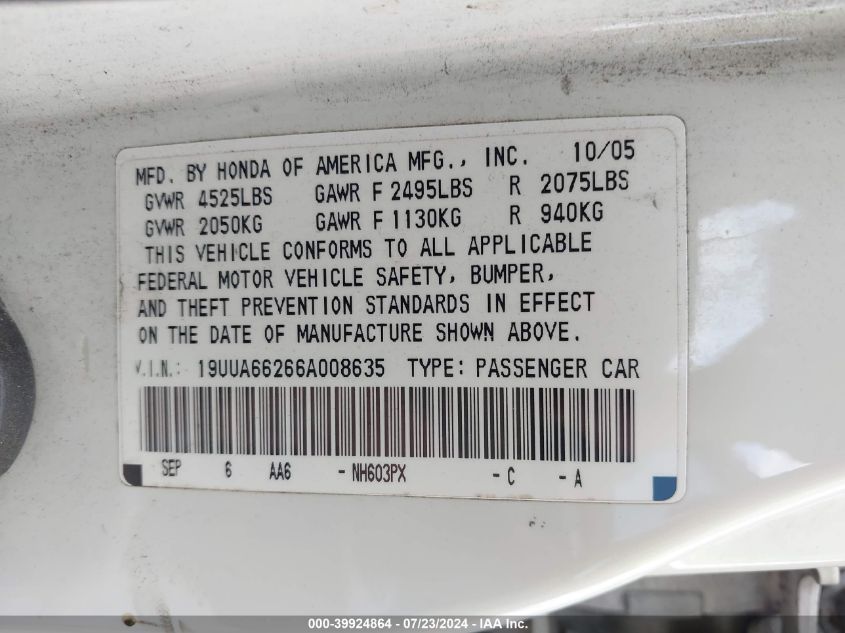 MFD. BY HONDA OF AMERICA MFG., INC. 10/05
GVWR 4525LBS GAWR F 2495LBS R 2075LBS
GVWR 2050KG GAWR F 1130KG R 940KG
THIS VEHICLE CONFORMS TO ALL APPLICABLE
FEDERAL MOTOR VEHICLE SAFETY, BUMPER,
AND THEFT PREVENTION STANDARDS IN EFFECT
ON THE DATE OF MANUFACTURE SHOWN ABOVE.
V.I.N.: 19UUA66266A008635 TYPE: PASSENGER CAR
SEP 6 AA6 -NH603PX -C -A
000-39924864 - 07/23/2024 - IAA Inc.